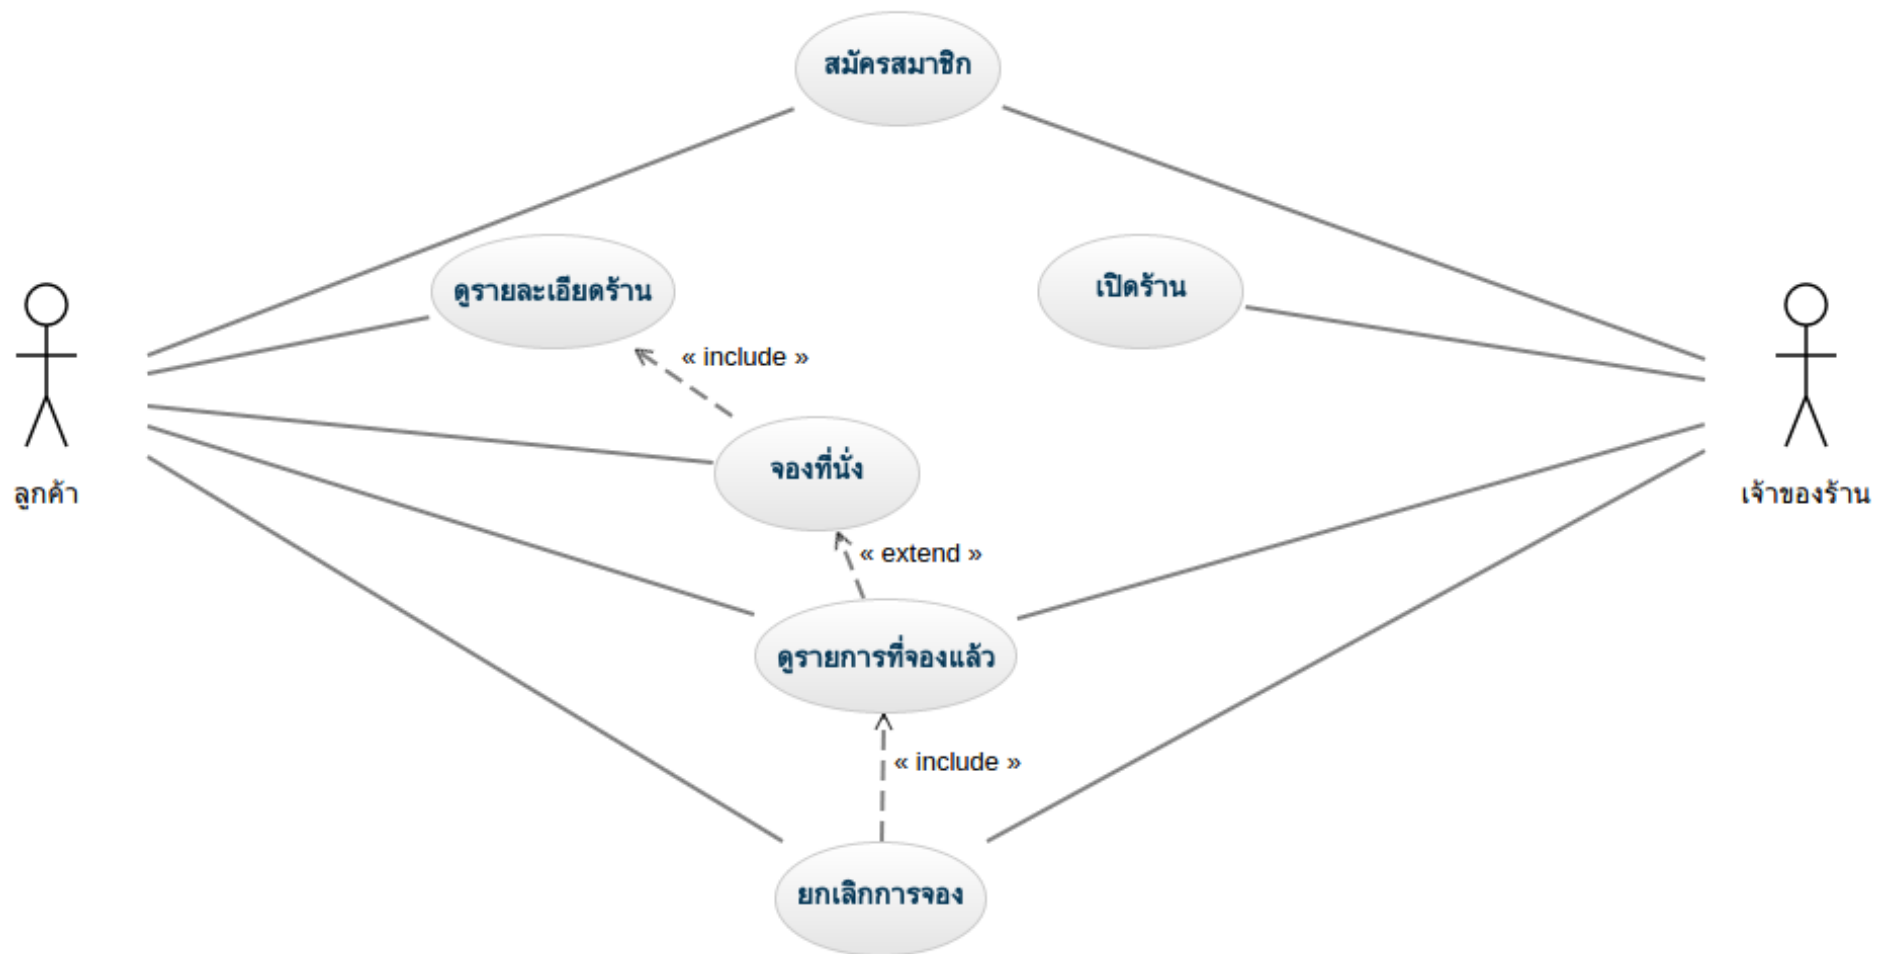 สมัครสมาชิก
ดูรายละเอียดร้าน
เปิดร้าน
« include »
จองที่นั่ง
ลูกค้า
เจ้าของร้าน
« extend »
ดูรายการที่จองแล้ว
« include »
ยกเลิกการจอง